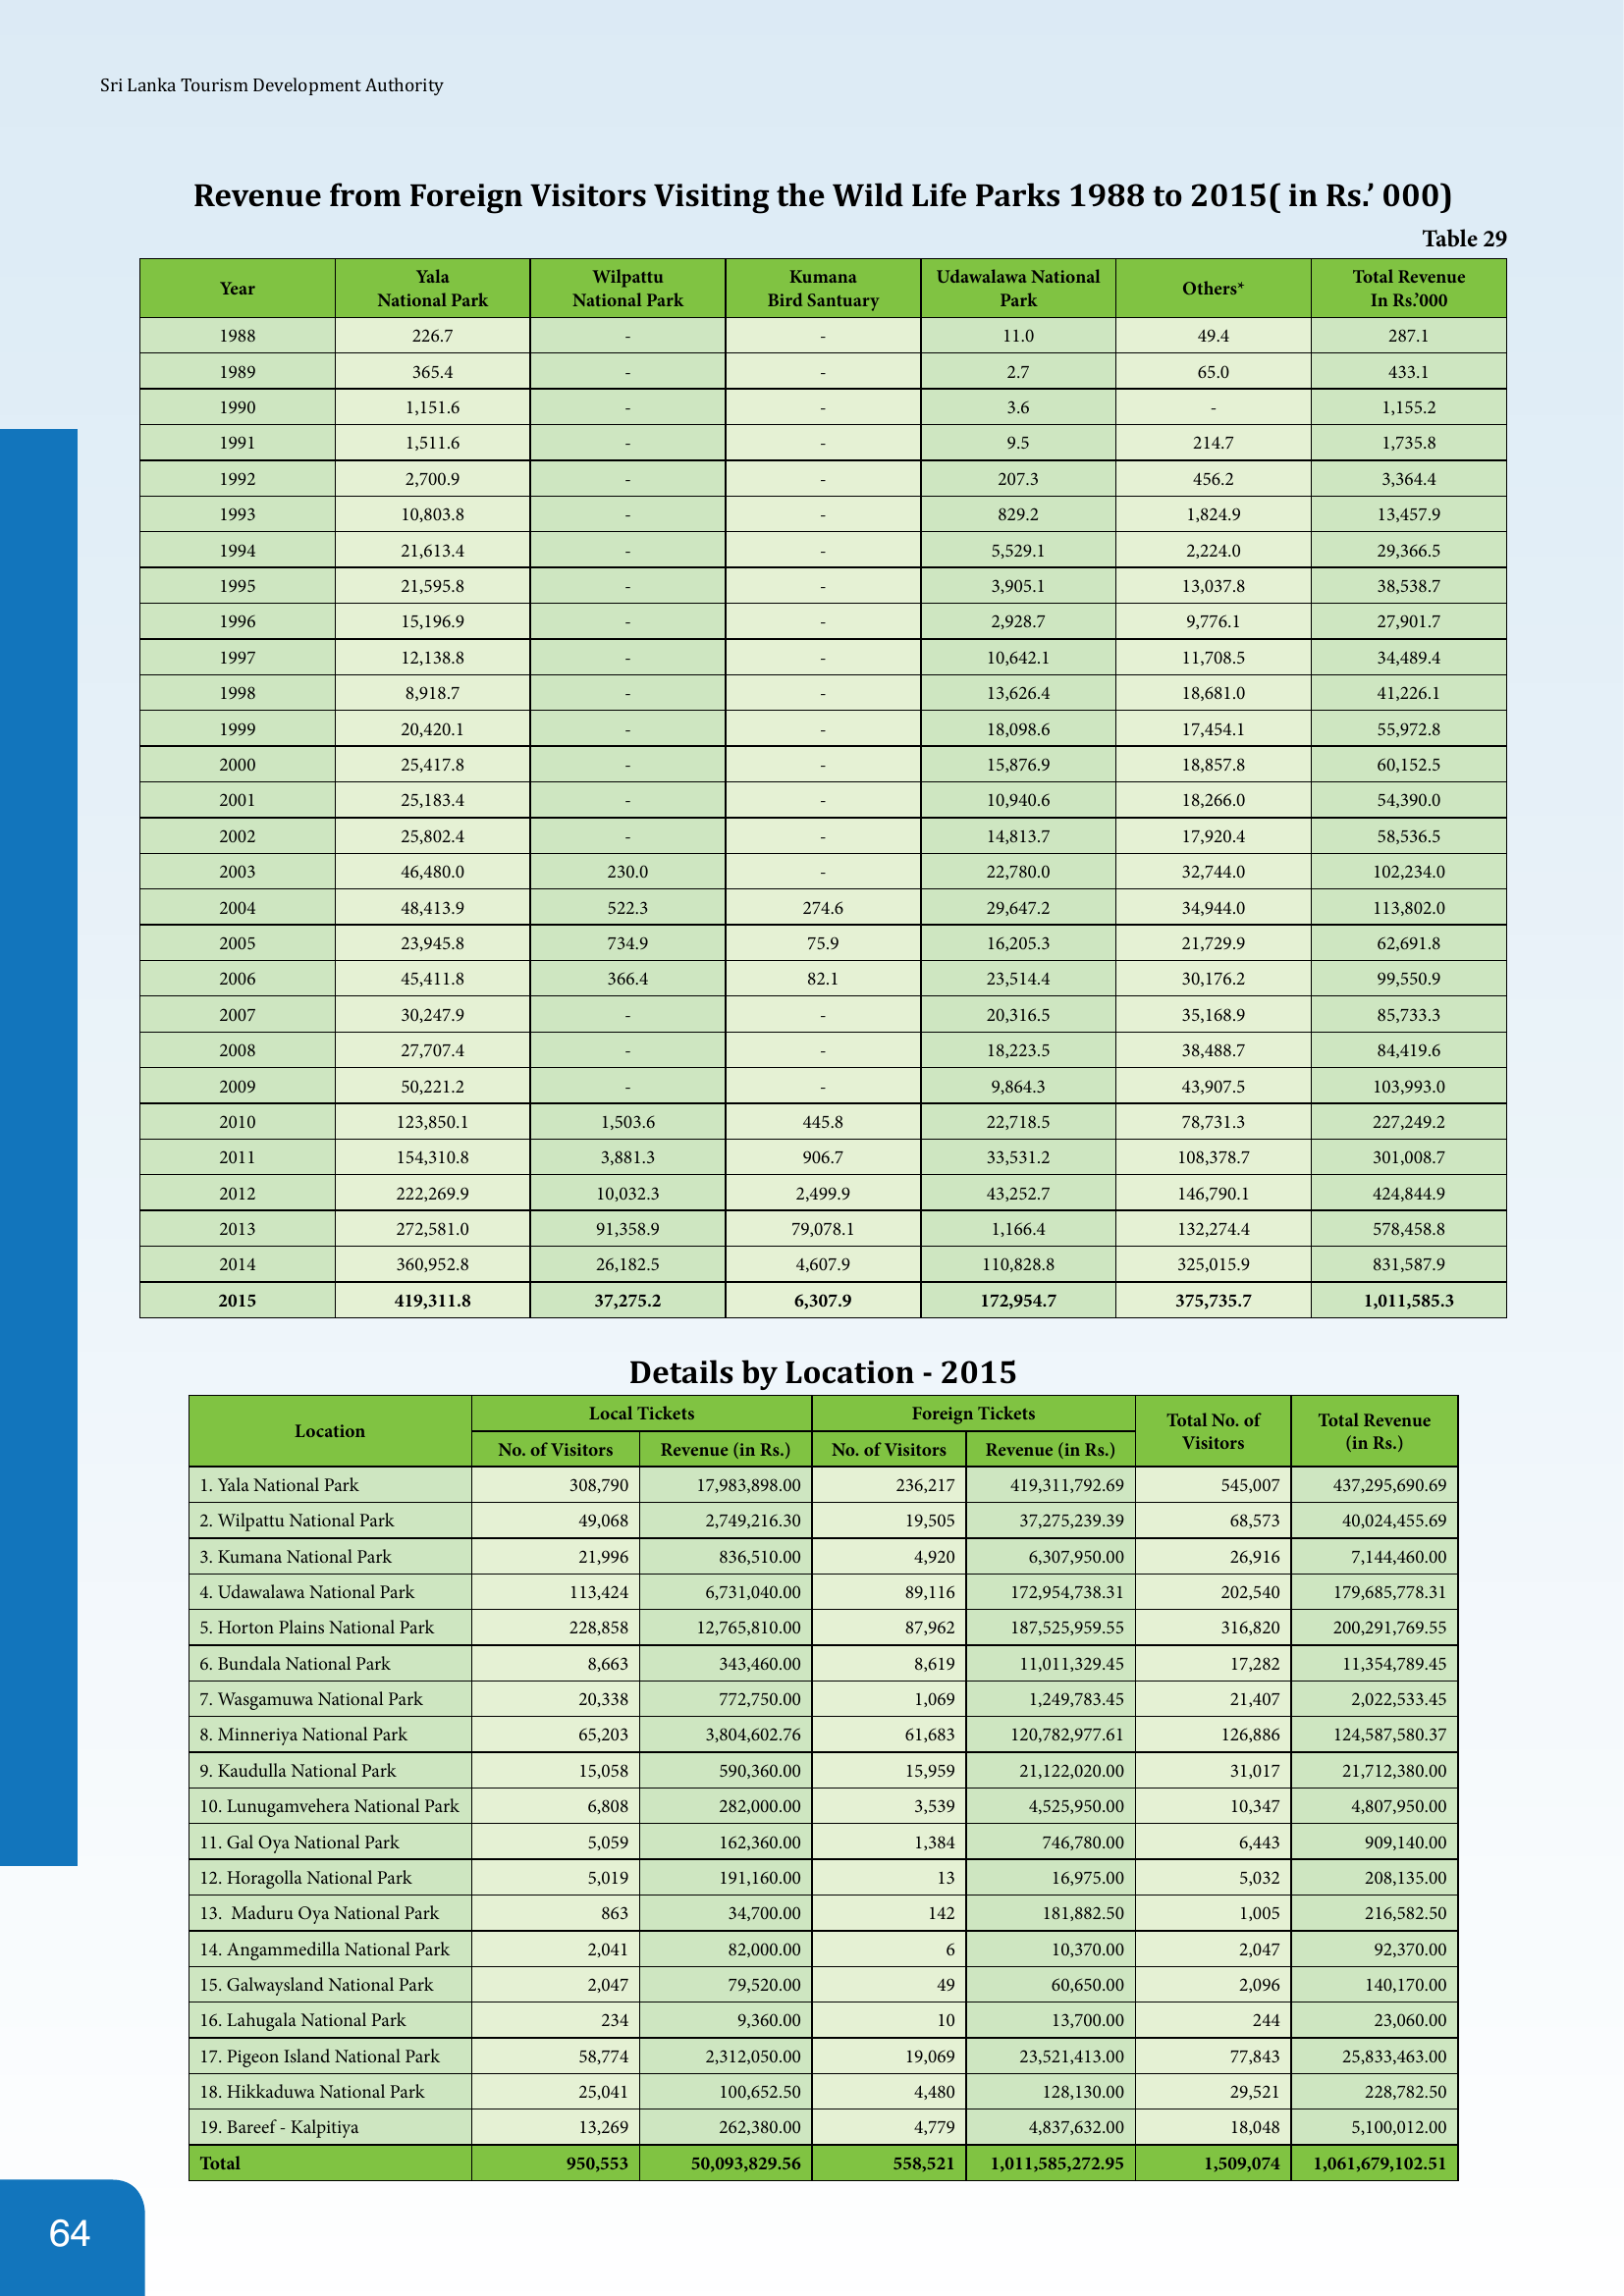 Sri Lanka Tourism Development Authority
Revenue from Foreign Visitors Visiting the Wild Life Parks 1988 to 2015( in Rs.’ 000)
Table 29
Year Yala National Park Wilpattu National Park Kumana Bird Santuary Udawalawa National Park Others* Total Revenue In Rs.’000
1988 226.7 - - 11.0 49.4 287.1
1989 365.4 - - 2.7 65.0 433.1
1990 1,151.6 - - 3.6 - 1,155.2
1991 1,511.6 - - 9.5 214.7 1,735.8
1992 2,700.9 - - 207.3 456.2 3,364.4
1993 10,803.8 - - 829.2 1,824.9 13,457.9
1994 21,613.4 - - 5,529.1 2,224.0 29,366.5
1995 21,595.8 - - 3,905.1 13,037.8 38,538.7
1996 15,196.9 - - 2,928.7 9,776.1 27,901.7
1997 12,138.8 - - 10,642.1 11,708.5 34,489.4
1998 8,918.7 - - 13,626.4 18,681.0 41,226.1
1999 20,420.1 - - 18,098.6 17,454.1 55,972.8
2000 25,417.8 - - 15,876.9 18,857.8 60,152.5
2001 25,183.4 - - 10,940.6 18,266.0 54,390.0
2002 25,802.4 - - 14,813.7 17,920.4 58,536.5
2003 46,480.0 230.0 - 22,780.0 32,744.0 102,234.0
2004 48,413.9 522.3 274.6 29,647.2 34,944.0 113,802.0
2005 23,945.8 734.9 75.9 16,205.3 21,729.9 62,691.8
2006 45,411.8 366.4 82.1 23,514.4 30,176.2 99,550.9
2007 30,247.9 - - 20,316.5 35,168.9 85,733.3
2008 27,707.4 - - 18,223.5 38,488.7 84,419.6
2009 50,221.2 - - 9,864.3 43,907.5 103,993.0
2010 123,850.1 1,503.6 445.8 22,718.5 78,731.3 227,249.2
2011 154,310.8 3,881.3 906.7 33,531.2 108,378.7 301,008.7
2012 222,269.9 10,032.3 2,499.9 43,252.7 146,790.1 424,844.9
2013 272,581.0 91,358.9 79,078.1 1,166.4 132,274.4 578,458.8
2014 360,952.8 26,182.5 4,607.9 110,828.8 325,015.9 831,587.9
2015 419,311.8 37,275.2 6,307.9 172,954.7 375,735.7 1,011,585.3
Details by Location - 2015
Location Local Tickets Foreign Tickets Total No. of Visitors Total Revenue (in Rs.)
No. of Visitors Revenue (in Rs.) No. of Visitors Revenue (in Rs.)
1. Yala National Park 308,790 17,983,898.00 236,217 419,311,792.69 545,007 437,295,690.69
2. Wilpattu National Park 49,068 2,749,216.30 19,505 37,275,239.39 68,573 40,024,455.69
3. Kumana National Park 21,996 836,510.00 4,920 6,307,950.00 26,916 7,144,460.00
4. Udawalawa National Park 113,424 6,731,040.00 89,116 172,954,738.31 202,540 179,685,778.31
5. Horton Plains National Park 228,858 12,765,810.00 87,962 187,525,959.55 316,820 200,291,769.55
6. Bundala National Park 8,663 343,460.00 8,619 11,011,329.45 17,282 11,354,789.45
7. Wasgamuwa National Park 20,338 772,750.00 1,069 1,249,783.45 21,407 2,022,533.45
8. Minneriya National Park 65,203 3,804,602.76 61,683 120,782,977.61 126,886 124,587,580.37
9. Kaudulla National Park 15,058 590,360.00 15,959 21,122,020.00 31,017 21,712,380.00
10. Lunugamvehera National Park 6,808 282,000.00 3,539 4,525,950.00 10,347 4,807,950.00
11. Gal Oya National Park 5,059 162,360.00 1,384 746,780.00 6,443 909,140.00
12. Horagolla National Park 5,019 191,160.00 13 16,975.00 5,032 208,135.00
13. Maduru Oya National Park 863 34,700.00 142 181,882.50 1,005 216,582.50
14. Angammedilla National Park 2,041 82,000.00 6 10,370.00 2,047 92,370.00
15. Galwaysland National Park 2,047 79,520.00 49 60,650.00 2,096 140,170.00
16. Lahugala National Park 234 9,360.00 10 13,700.00 244 23,060.00
17. Pigeon Island National Park 58,774 2,312,050.00 19,069 23,521,413.00 77,843 25,833,463.00
18. Hikkaduwa National Park 25,041 100,652.50 4,480 128,130.00 29,521 228,782.50
19. Bareef - Kalpitiya 13,269 262,380.00 4,779 4,837,632.00 18,048 5,100,012.00
Total 950,553 50,093,829.56 558,521 1,011,585,272.95 1,509,074 1,061,679,102.51
64